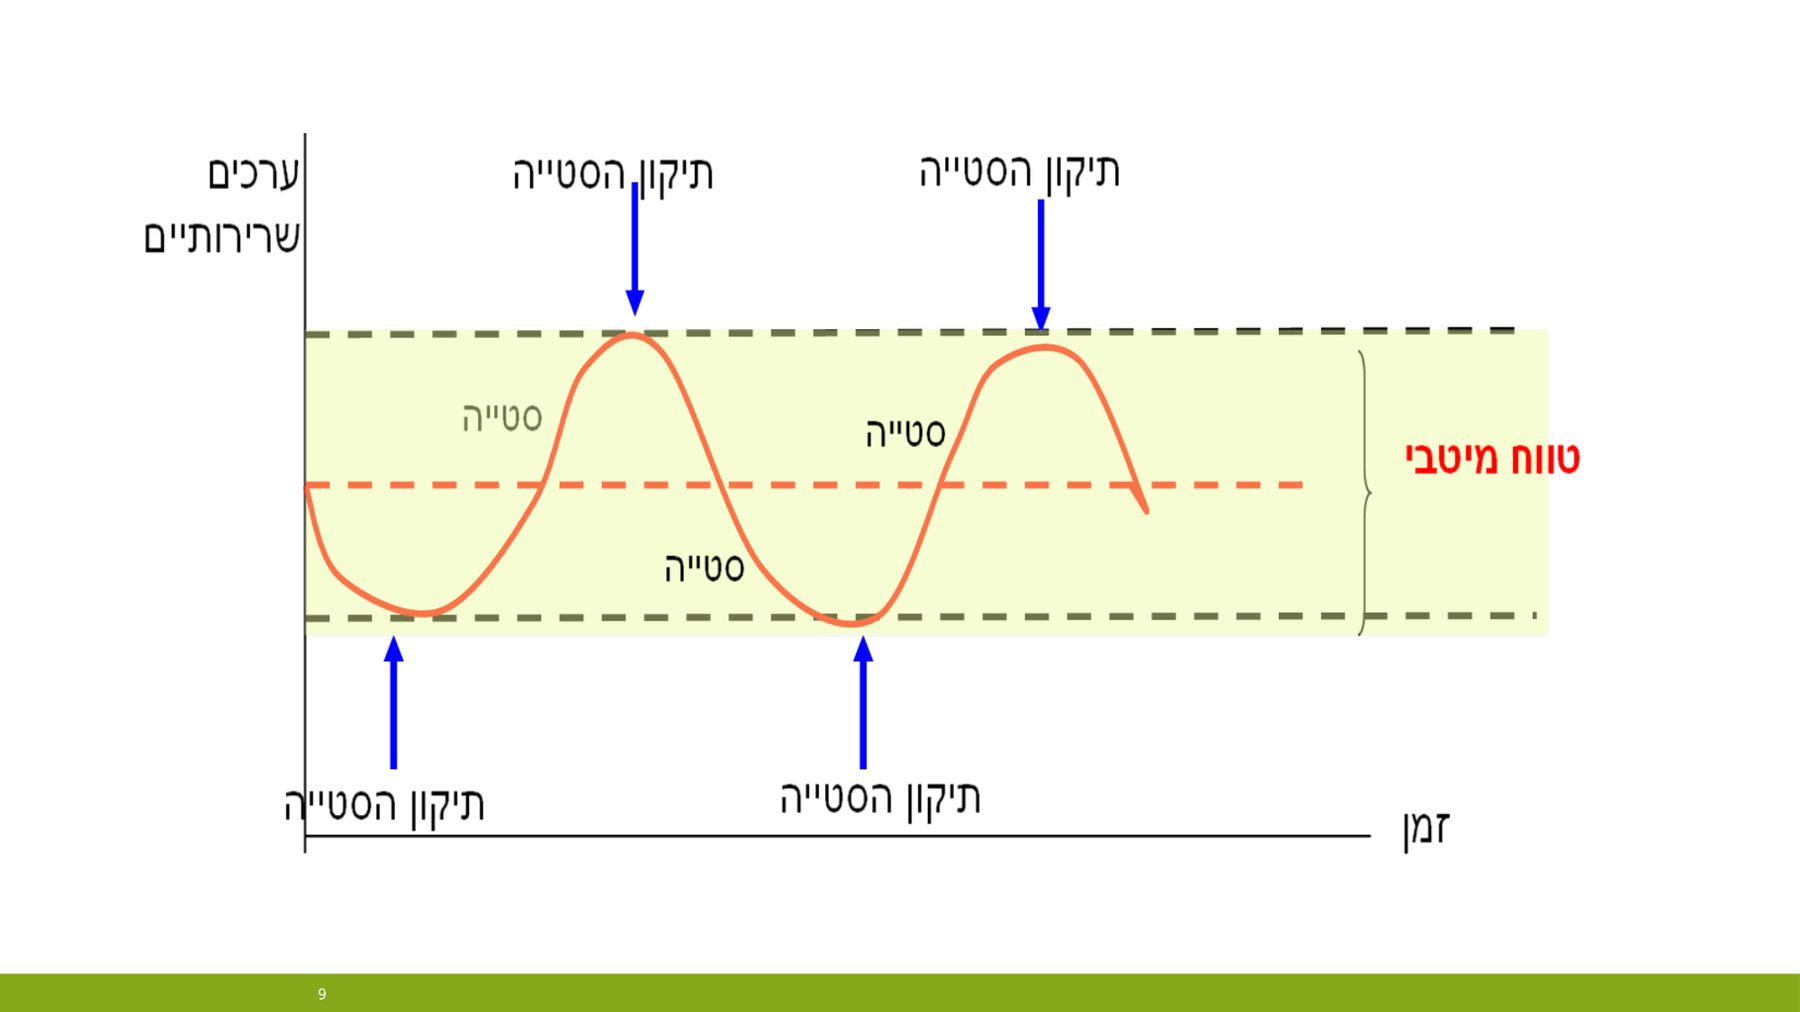 ערכים
שרירותיים
תיקון הסטייה
תיקון הסטייה
סטייה
סטייה
טווח מיטבי
סטייה
תיקון הסטייה
תיקון הסטייה
זמן
9